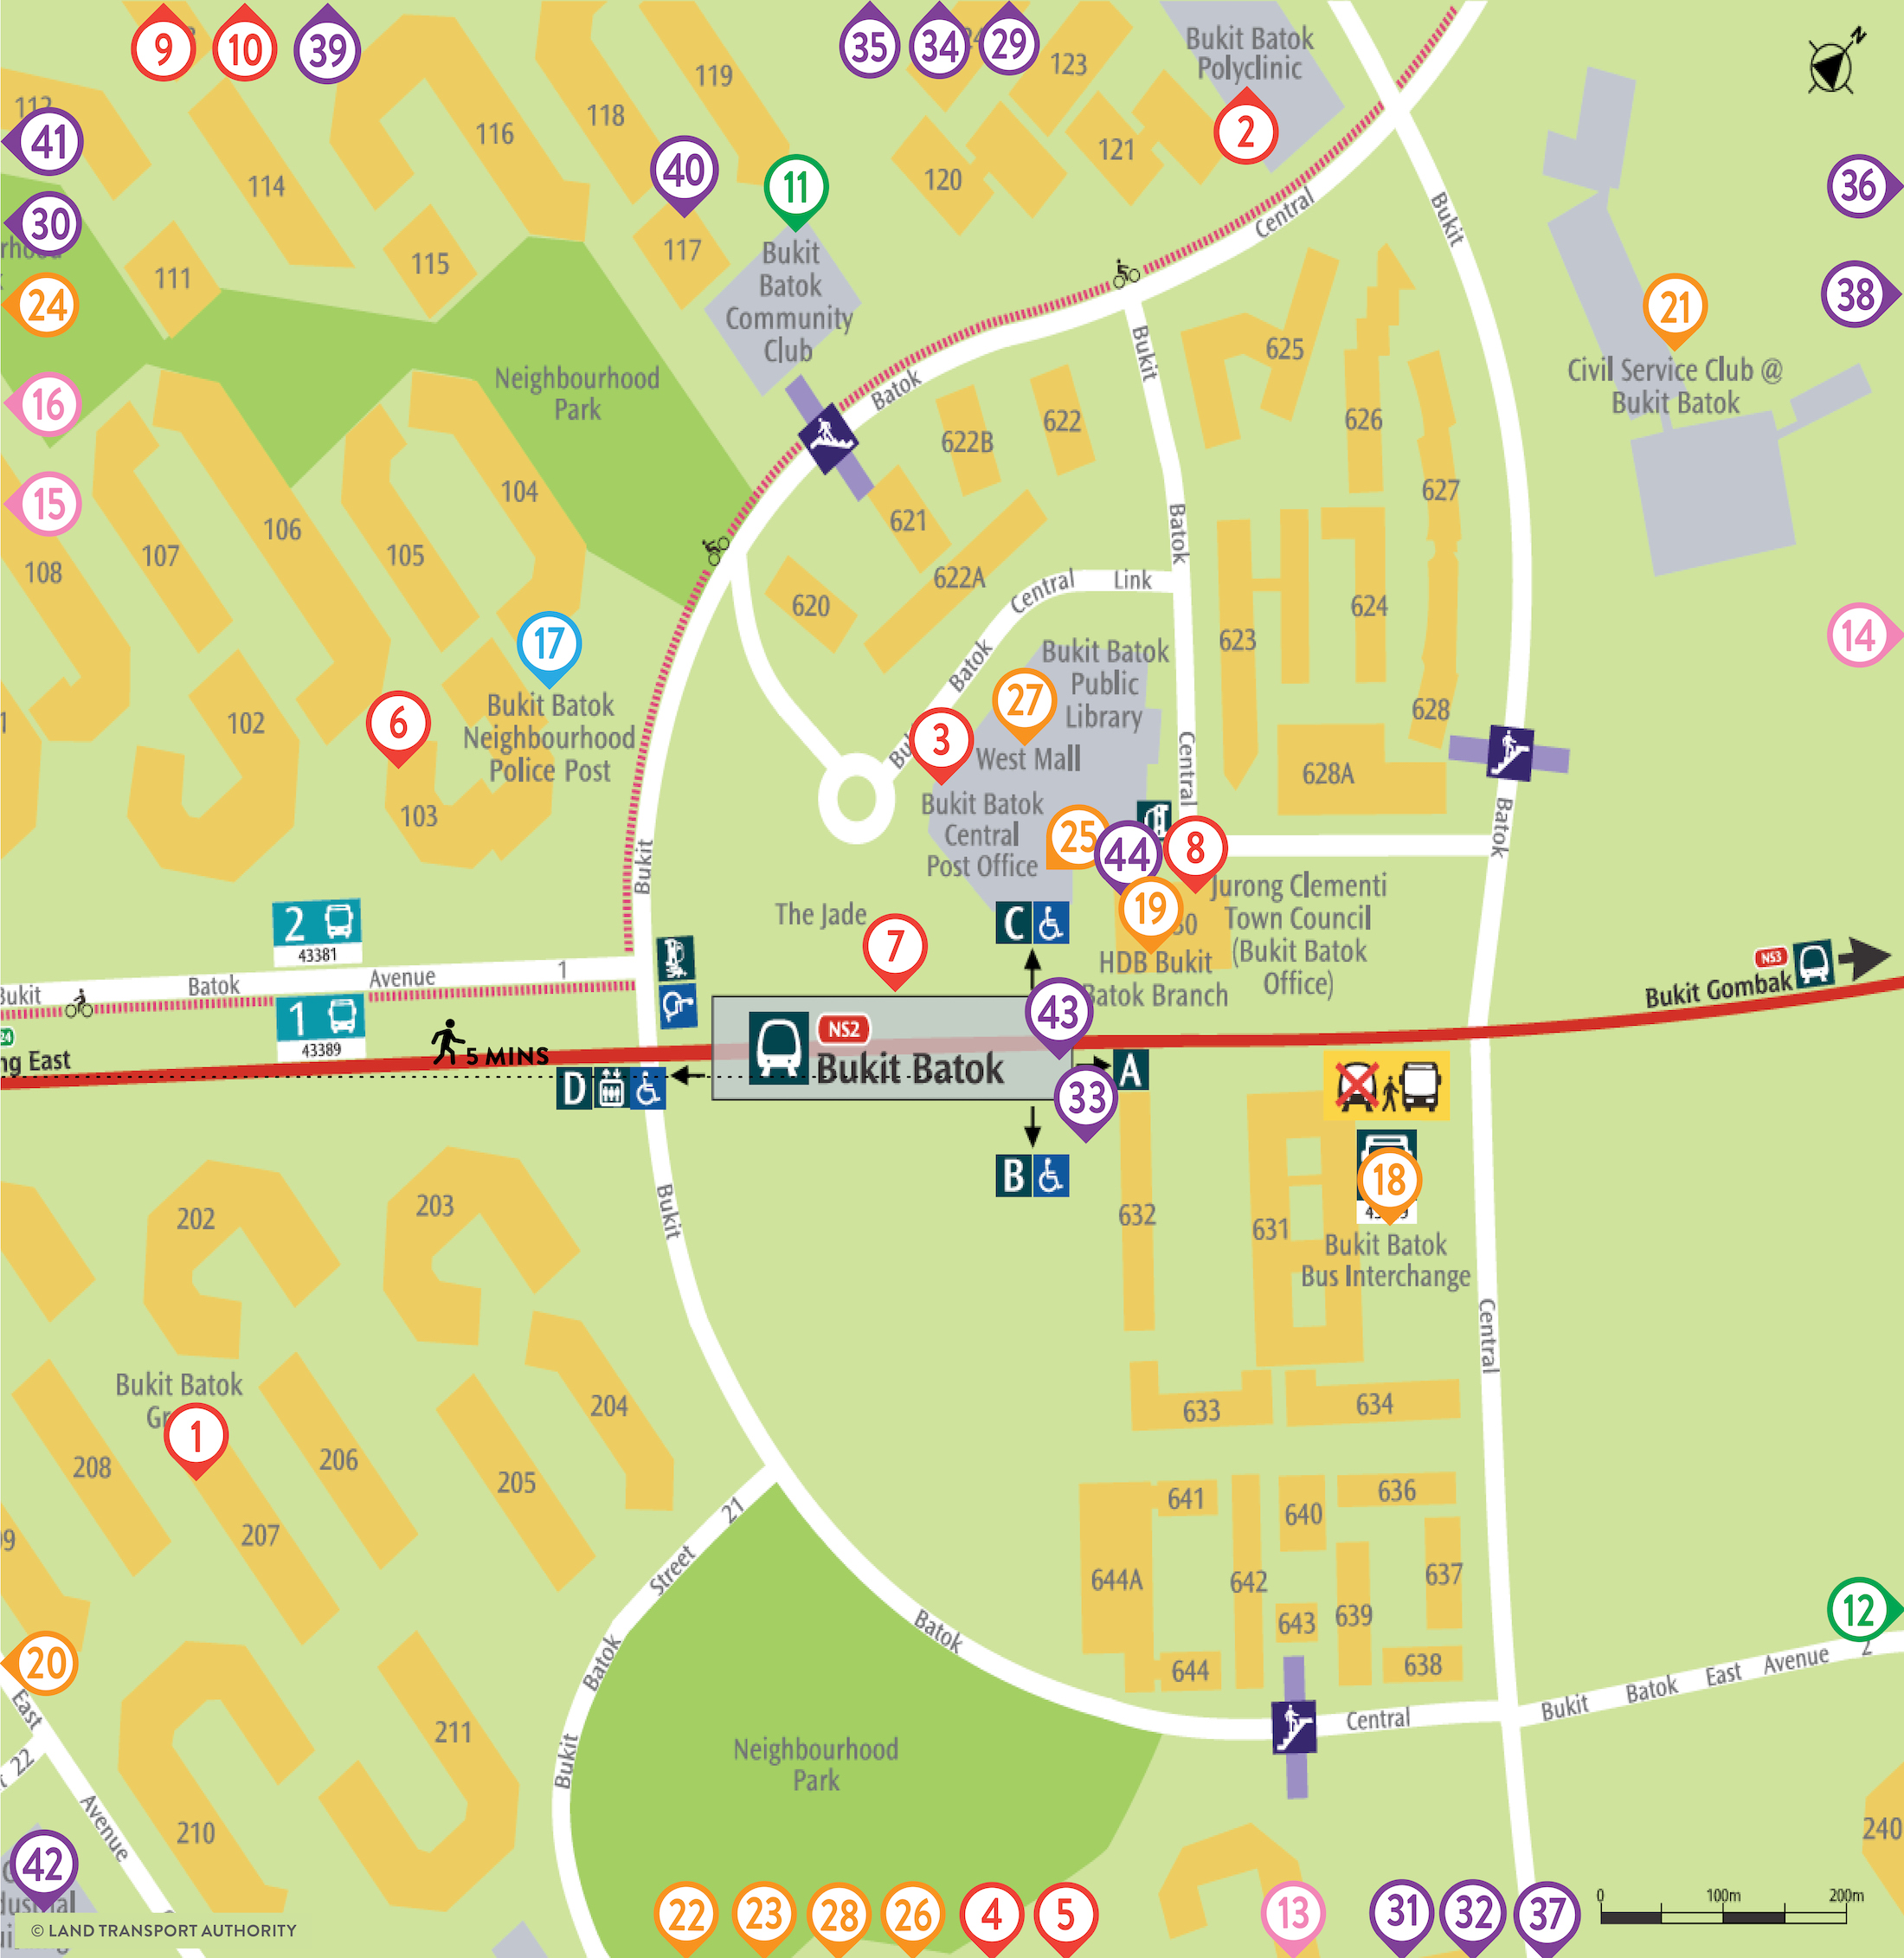 9
10
39
35
34
29
119
123
118
116
112
114
Bukit Batok
Polyclinic
N
2
41
40
11
121
120
36
30
117
Bukit
Batok
Community
Club
111
115
Central
Bukit
24
38
21
Civil Service Club @
Bukit Batok
625
626
Bukit
Batok
Neighbourhood
Park
16
15
622B
622
104
106
107
105
108
621
622A
620
Central
Link
Batok
627
624
623
14
17
Bukit Batok
Neighbourhood
Police Post
6
102
103
Batok
Bukit Batok
Public
Library
27
3
West Mall
Bukit Batok
Central
Post Office
Central
628
628A
Batok
25
44
8
19
Jurong Clementi
Town Council
(Bukit Batok
Office)
HDB Bukit
Batok Branch
Bukit
The Jade
7
C
2
43381
Bukit
Batok
Avenue
1
1
43389
5 MINS
NS2
Bukit Batok
43
A
33
D
B
NS3
Bukit Gombak
18
Bukit Batok
Bus Interchange
632
631
202
203
Bukit
204
Bukit Batok
1
208
206
205
207
633
634
Central
641
640
636
644A
642
637
643
639
644
638
21
Street
Batok
Bukit
Batok
Central
Bukit
Batok
East
Avenue
2
12
20
East
22
Avenue
211
210
Neighbourhood
Park
240
42
© LAND TRANSPORT AUTHORITY
22
23
28
26
4
5
13
31
32
37
0
100m
200m